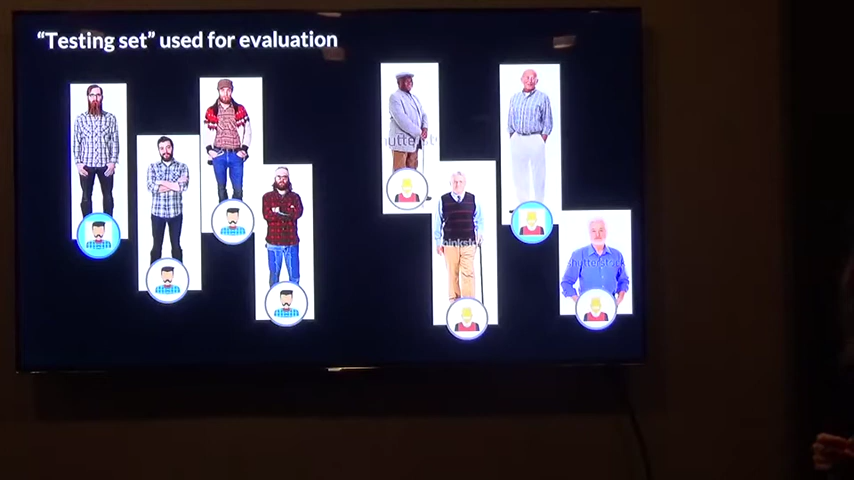 “Testing set” used for evaluation